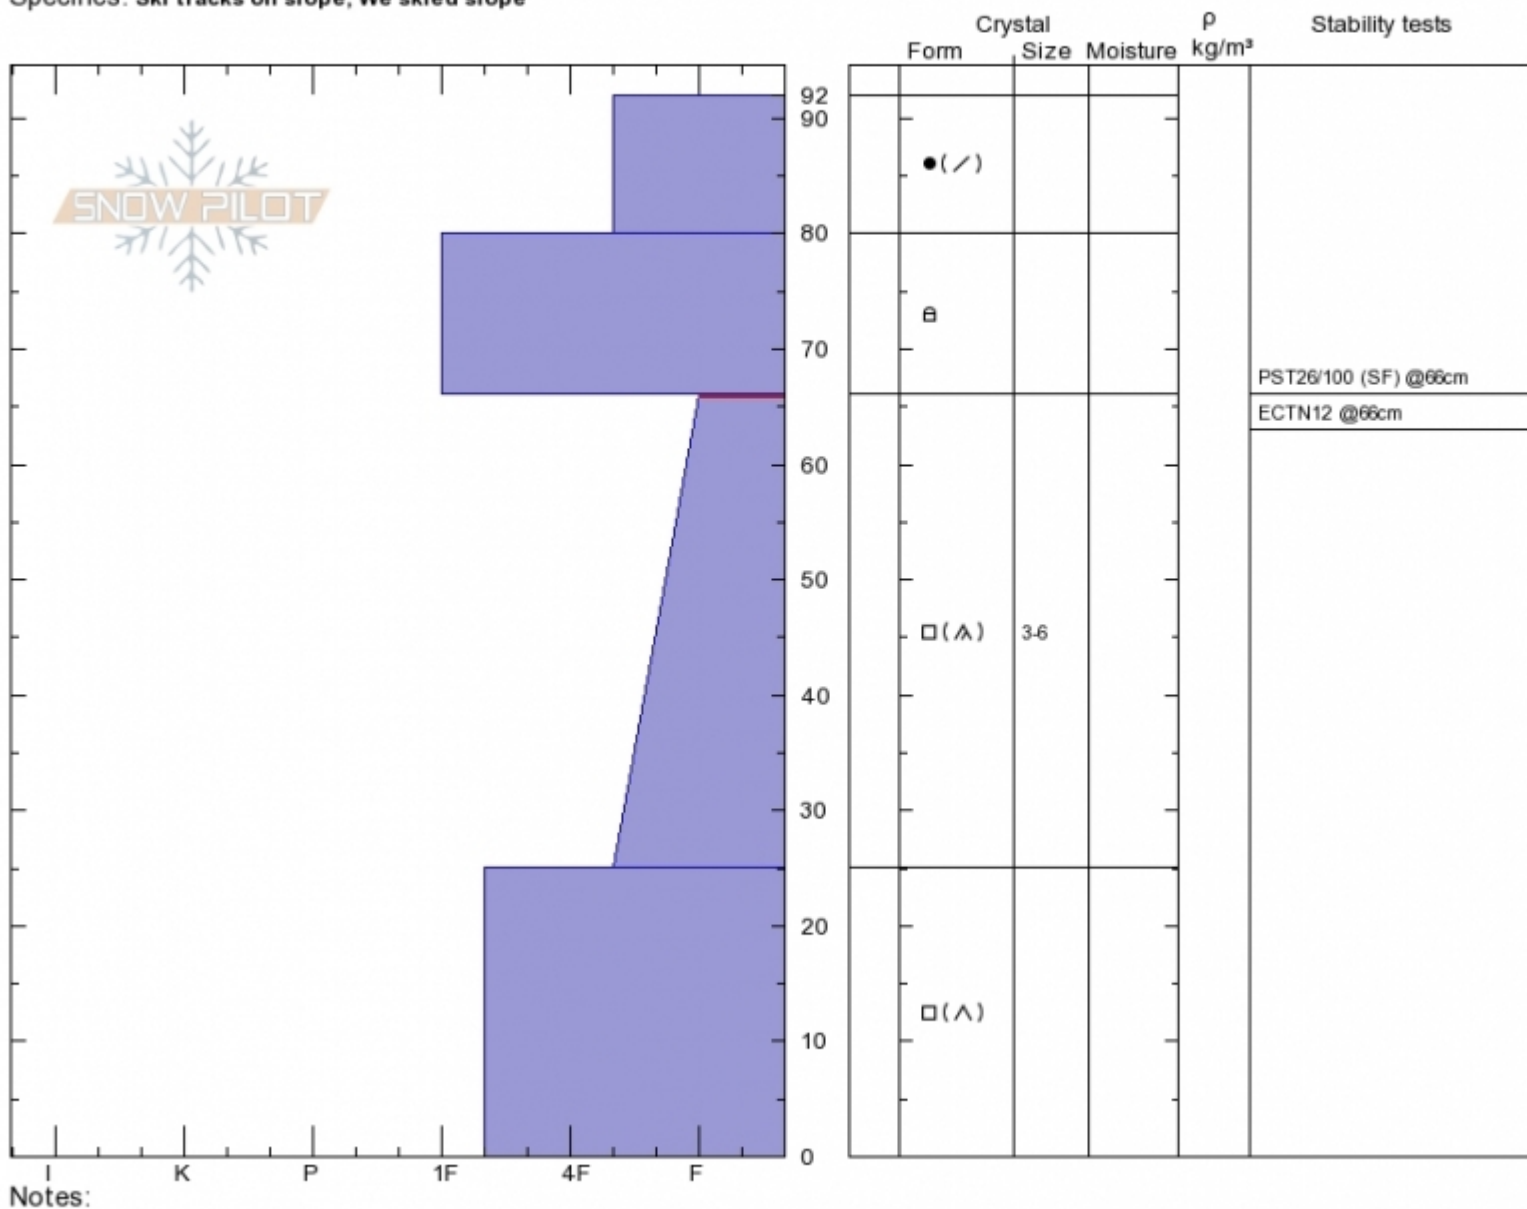 Specifics: Ski tracks on slope, We skied slope
Crystal
Form Size Moisture
ρ
kg/m³
Stability tests
SNOW PILOT
92
90
80
70
60
50
40
30
20
10
0
●(∕)
PST26/100 (SF) @66cm
ECTN12 @66cm
3-6
□(∧)
I K P 1F 4F F
Notes: